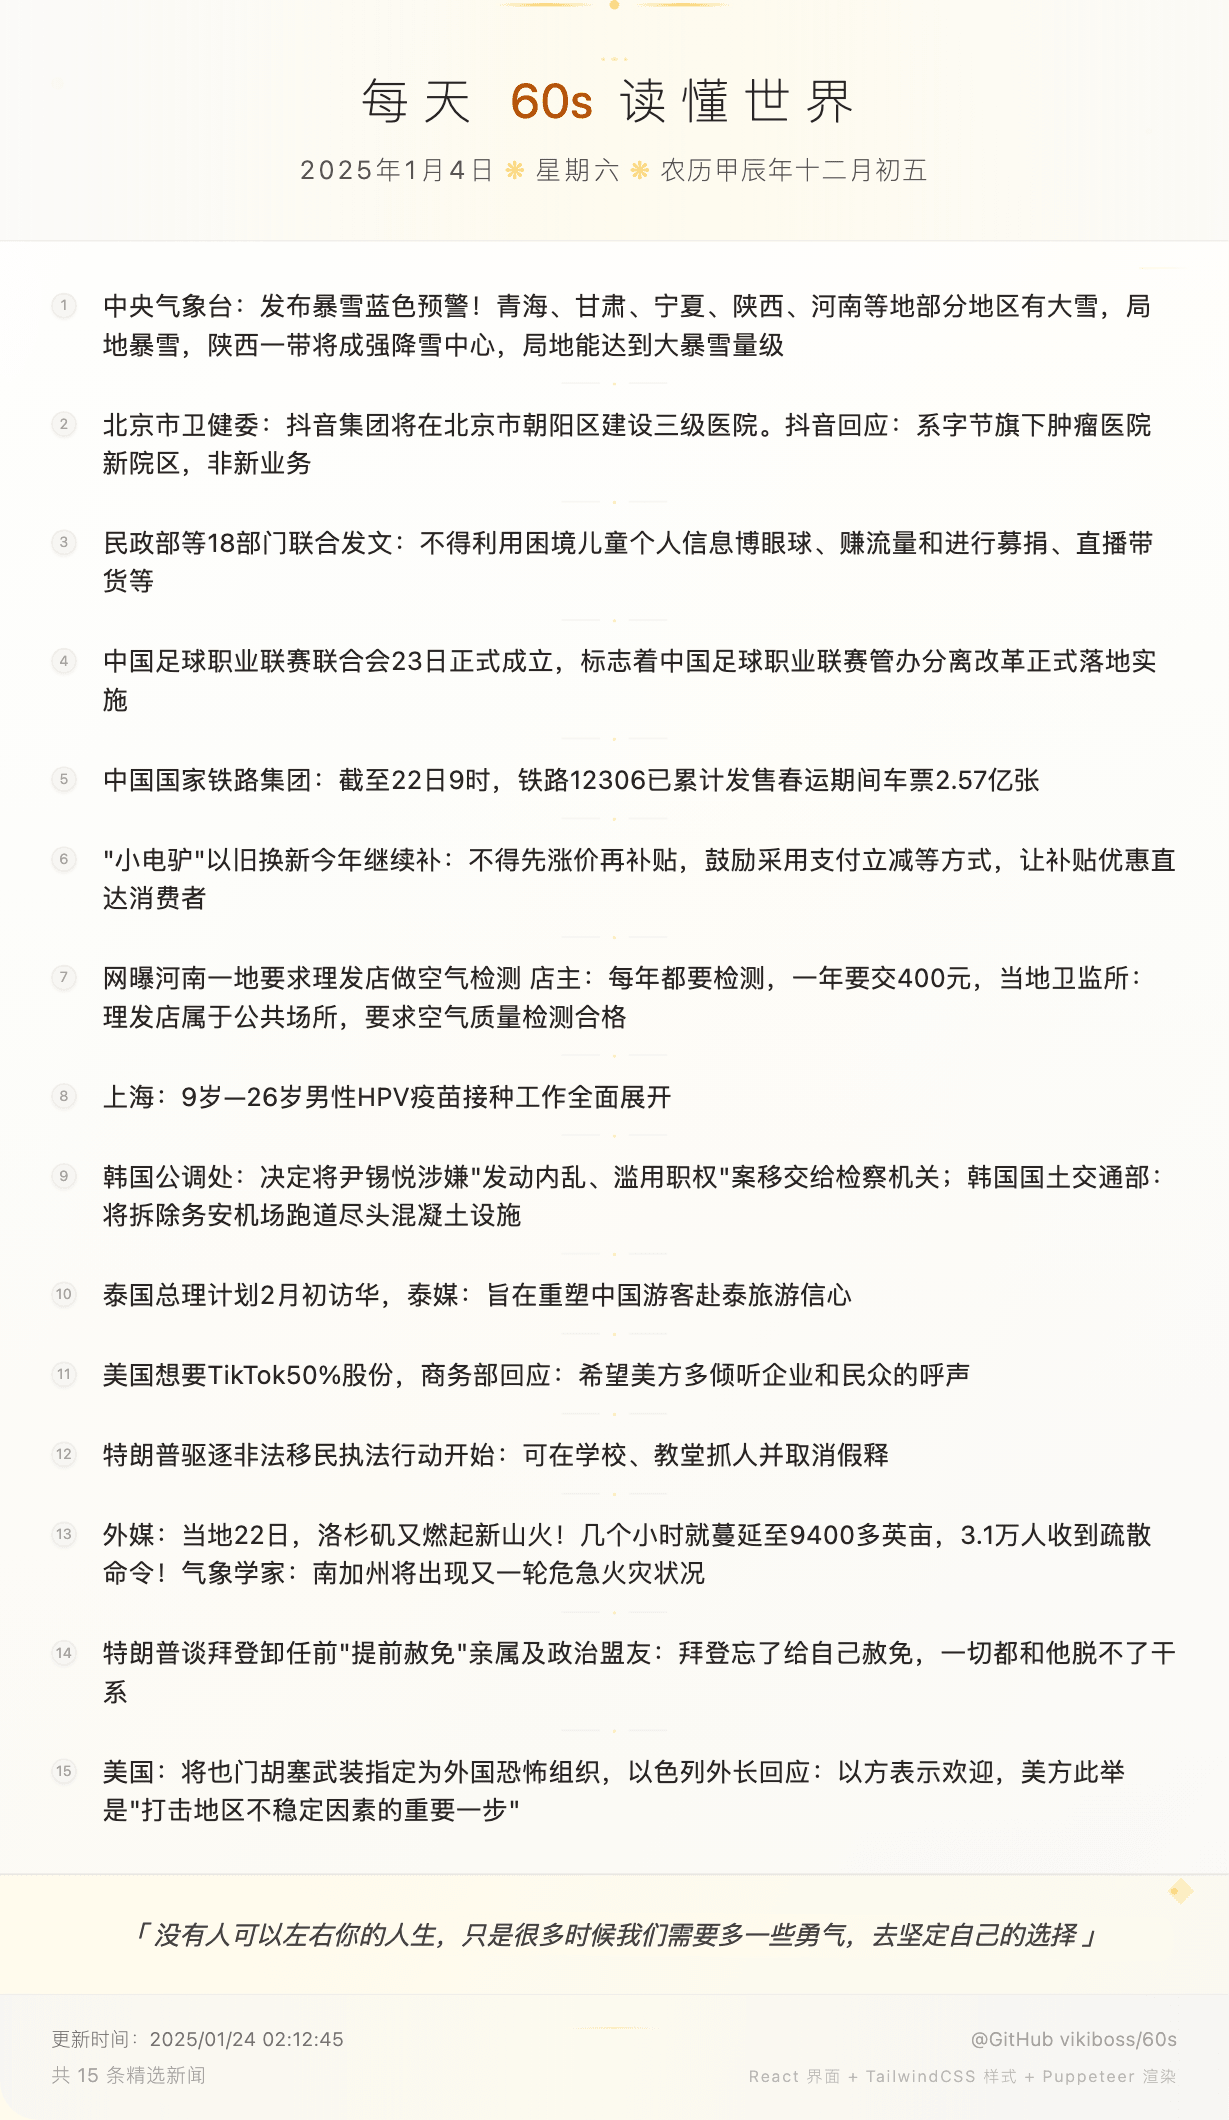 每天 60s 读懂世界
2025年1月4日 ❋ 星期六 ❋ 农历甲辰年十二月初五
1 中央气象台：发布暴雪蓝色预警！青海、甘肃、宁夏、陕西、河南等地部分地区有大雪，局
地暴雪，陕西一带将成强降雪中心，局地能达到大暴雪量级
2 北京市卫健委：抖音集团将在北京市朝阳区建设三级医院。抖音回应：系字节旗下肿瘤医院
新院区，非新业务
3 民政部等18部门联合发文：不得利用困境儿童个人信息博眼球、赚流量和进行募捐、直播带
货等
4 中国足球职业联赛联合会23日正式成立，标志着中国足球职业联赛管办分离改革正式落地实
施
5 中国国家铁路集团：截至22日9时，铁路12306已累计发售春运期间车票2.57亿张
6 "小电驴"以旧换新今年继续补：不得先涨价再补贴，鼓励采用支付立减等方式，让补贴优惠直
达消费者
7 网曝河南一地要求理发店做空气检测 店主：每年都要检测，一年要交400元，当地卫监所：
理发店属于公共场所，要求空气质量检测合格
8 上海：9岁—26岁男性HPV疫苗接种工作全面展开
9 韩国公调处：决定将尹锡悦涉嫌"发动内乱、滥用职权"案移交给检察机关；韩国国土交通部：
将拆除务安机场跑道尽头混凝土设施
10 泰国总理计划2月初访华，泰媒：旨在重塑中国游客赴泰旅游信心
11 美国想要TikTok50%股份，商务部回应：希望美方多倾听企业和民众的呼声
12 特朗普驱逐非法移民执法行动开始：可在学校、教堂抓人并取消假释
13 外媒：当地22日，洛杉矶又燃起新山火！几个小时就蔓延至9400多英亩，3.1万人收到疏散
命令！气象学家：南加州将出现又一轮危急火灾状况
14 特朗普谈拜登卸任前"提前赦免"亲属及政治盟友：拜登忘了给自己赦免，一切都和他脱不了干
系
15 美国：将也门胡塞武装指定为外国恐怖组织，以色列外长回应：以方表示欢迎，美方此举
是"打击地区不稳定因素的重要一步"
「 没有人可以左右你的人生，只是很多时候我们需要多一些勇气，去坚定自己的选择 」
更新时间：2025/01/24 02:12:45
@GitHub vikiboss/60s
共 15 条精选新闻
React 界面 + TailwindCSS 样式 + Puppeteer 渲染